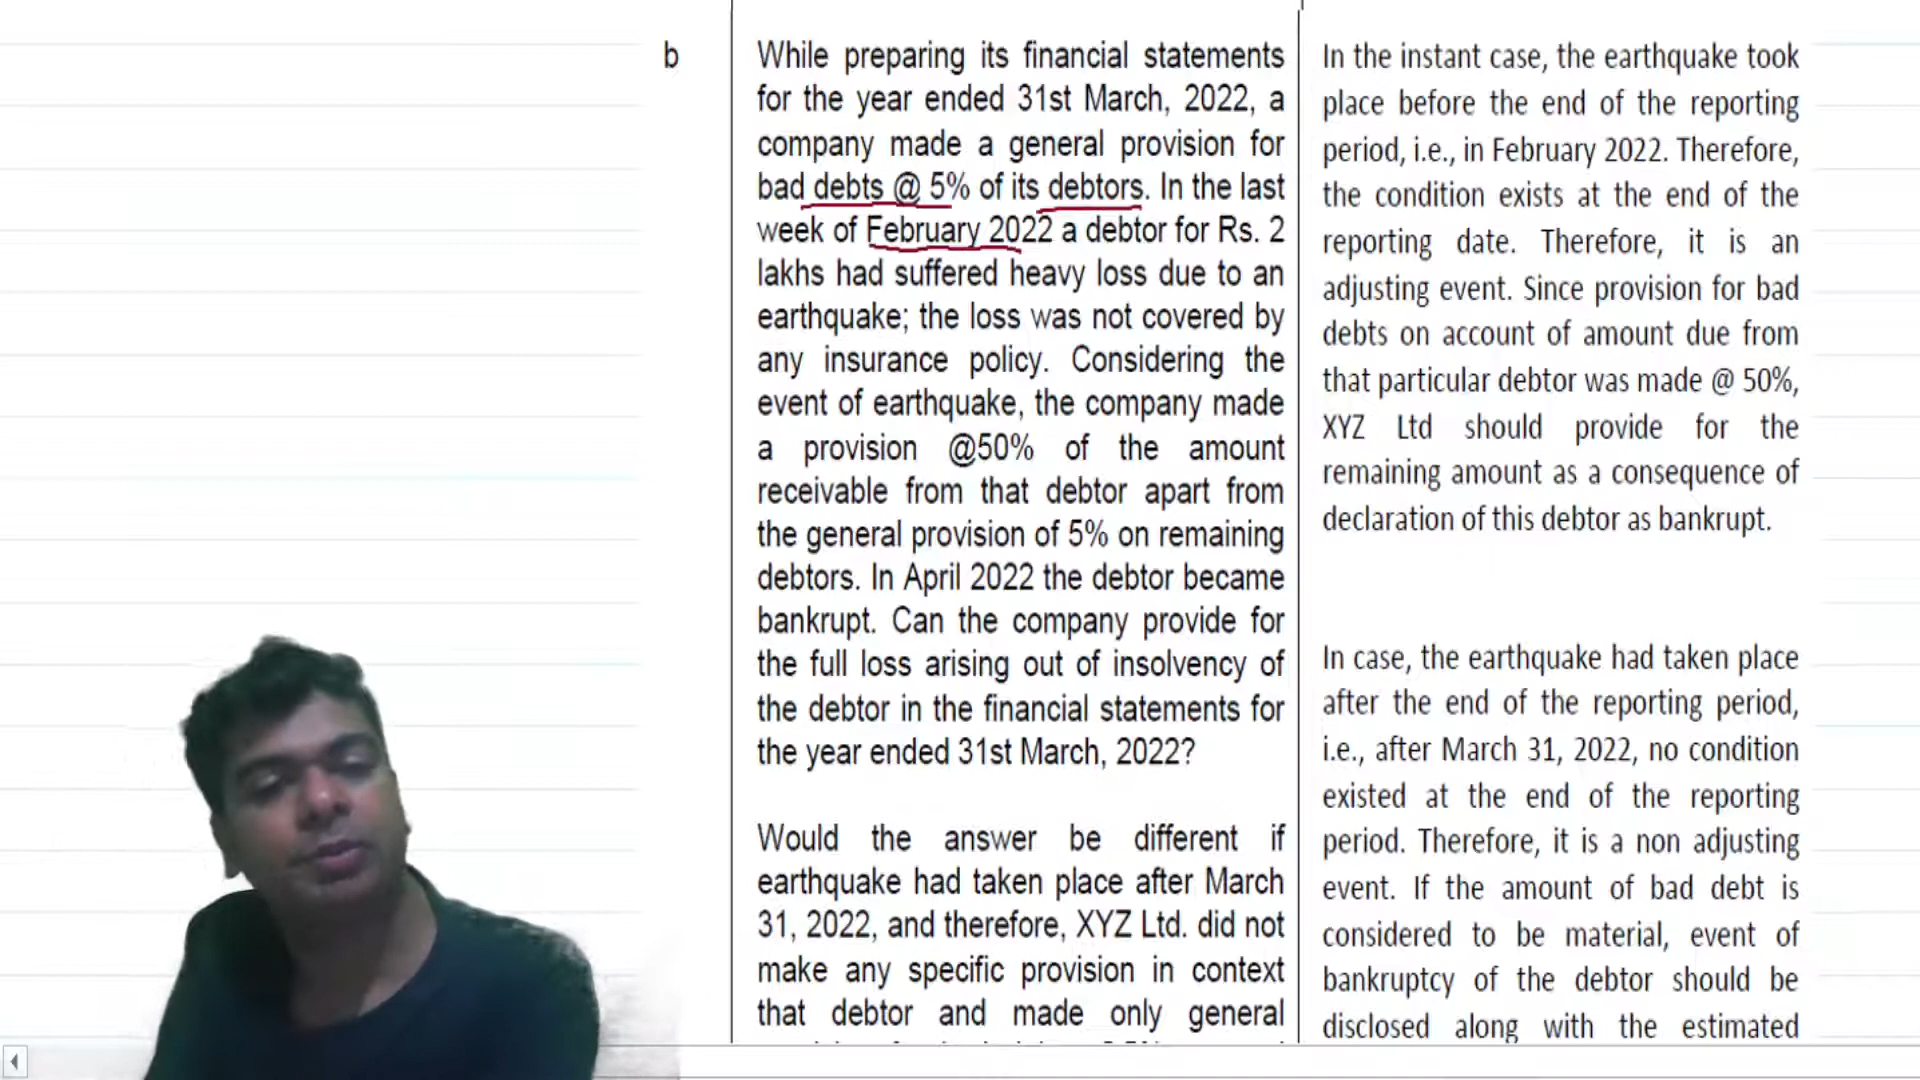 b
While preparing its financial statements
for the year ended 31st March, 2022, a
company made a general provision for
bad debts @ 5% of its debtors. In the last
week of February 2022 a debtor for Rs. 2
lakhs had suffered heavy loss due to an
earthquake; the loss was not covered by
any insurance policy. Considering the
event of earthquake, the company made
a provision @50% of the amount
receivable from that debtor apart from
the general provision of 5% on remaining
debtors. In April 2022 the debtor became
bankrupt. Can the company provide for
the full loss arising out of insolvency of
the debtor in the financial statements for
the year ended 31st March, 2022?
Would the answer be different if
earthquake had taken place after March
31, 2022, and therefore, XYZ Ltd. did not
make any specific provision in context
that debtor and made only general
In the instant case, the earthquake took
place before the end of the reporting
period, i.e., in February 2022. Therefore,
the condition exists at the end of the
reporting date. Therefore, it is an
adjusting event. Since provision for bad
debts on account of amount due from
that particular debtor was made @ 50%,
XYZ Ltd should provide for the
remaining amount as a consequence of
declaration of this debtor as bankrupt.
In case, the earthquake had taken place
after the end of the reporting period,
i.e., after March 31, 2022, no condition
existed at the end of the reporting
period. Therefore, it is a non adjusting
event. If the amount of bad debt is
considered to be material, event of
bankruptcy of the debtor should be
disclosed along with the estimated